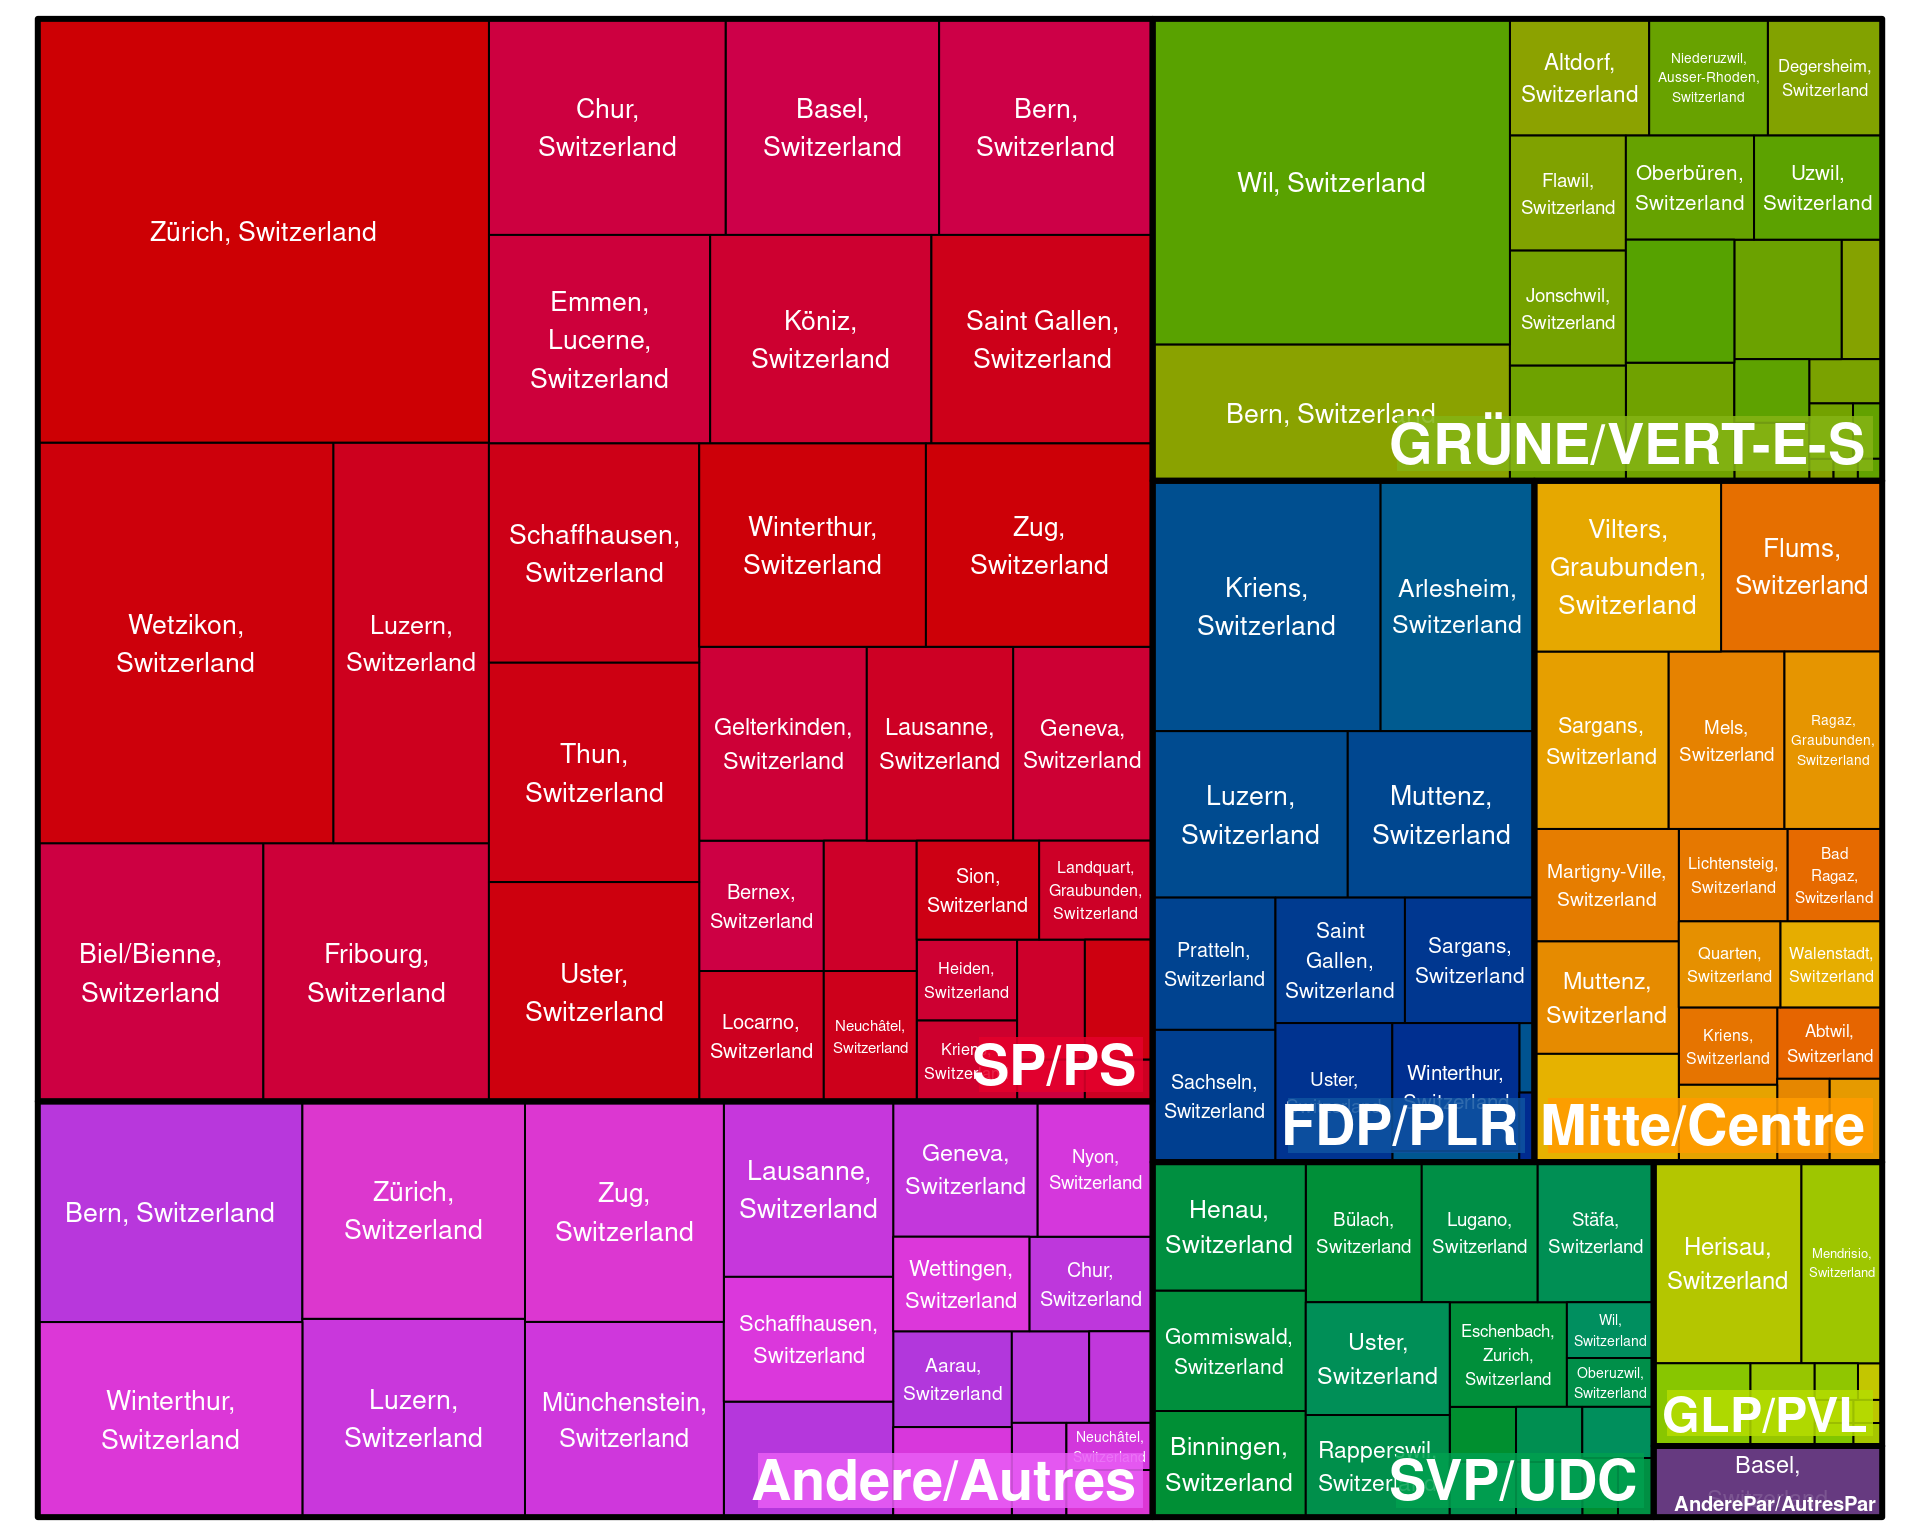 Zürich, Switzerland
Chur,
Switzerland
Basel,
Switzerland
Bern,
Switzerland
Emmen,
Lucerne,
Switzerland
Köniz,
Switzerland
Saint Gallen,
Switzerland
Wetzikon,
Switzerland
Luzern,
Switzerland
Schaffhausen,
Switzerland
Winterthur,
Switzerland
Zug,
Switzerland
Thun,
Switzerland
Gelterkinden,
Switzerland
Lausanne,
Switzerland
Geneva,
Switzerland
Biel/Bienne,
Switzerland
Fribourg,
Switzerland
Uster,
Switzerland
Bernex,
Switzerland
Sion,
Switzerland
Landquart,
Graubunden,
Switzerland
Locarno,
Switzerland
Neuchâtel,
Switzerland
Heiden,
Switzerland
Kriens,
Switzerland
SP/PS
Wil, Switzerland
Altdorf,
Switzerland
Niederuzwil,
Ausser-Rhoden,
Switzerland
Degersheim,
Switzerland
Flawil,
Switzerland
Oberbüren,
Switzerland
Uzwil,
Switzerland
Jonschwil,
Switzerland
Bern, Switzerland
GRÜNE/VERT-E-S
Kriens,
Switzerland
Arlesheim,
Switzerland
Luzern,
Switzerland
Muttenz,
Switzerland
Pratteln,
Switzerland
Saint
Gallen,
Switzerland
Sargans,
Switzerland
Sachseln,
Switzerland
Uster,
Switzerland
Winterthur,
Switzerland
FDP/PLR
Vilters,
Graubunden,
Switzerland
Flums,
Switzerland
Sargans,
Switzerland
Mels,
Switzerland
Ragaz,
Graubunden,
Switzerland
Martigny-Ville,
Switzerland
Lichtensteig,
Switzerland
Bad
Ragaz,
Switzerland
Muttenz,
Switzerland
Quarten,
Switzerland
Walenstadt,
Switzerland
Kriens,
Switzerland
Abtwil,
Switzerland
Mitte/Centre
Bern, Switzerland
Zürich,
Switzerland
Zug,
Switzerland
Lausanne,
Switzerland
Geneva,
Switzerland
Nyon,
Switzerland
Wettingen,
Switzerland
Chur,
Switzerland
Schaffhausen,
Switzerland
Aarau,
Switzerland
Winterthur,
Switzerland
Luzern,
Switzerland
Münchenstein,
Switzerland
Neuchâtel,
Switzerland
Andere/Autres
Henau,
Switzerland
Bülach,
Switzerland
Lugano,
Switzerland
Stäfa,
Switzerland
Gommiswald,
Switzerland
Uster,
Switzerland
Eschenbach,
Zurich,
Switzerland
Wil,
Switzerland
Oberuzwil,
Switzerland
Binningen,
Switzerland
Rapperswil,
Switzerland
SVP/UDC
Herisau,
Switzerland
Mendrisio,
Switzerland
GLP/PVL
Basel,
Switzerland
AnderePar/AutresPar